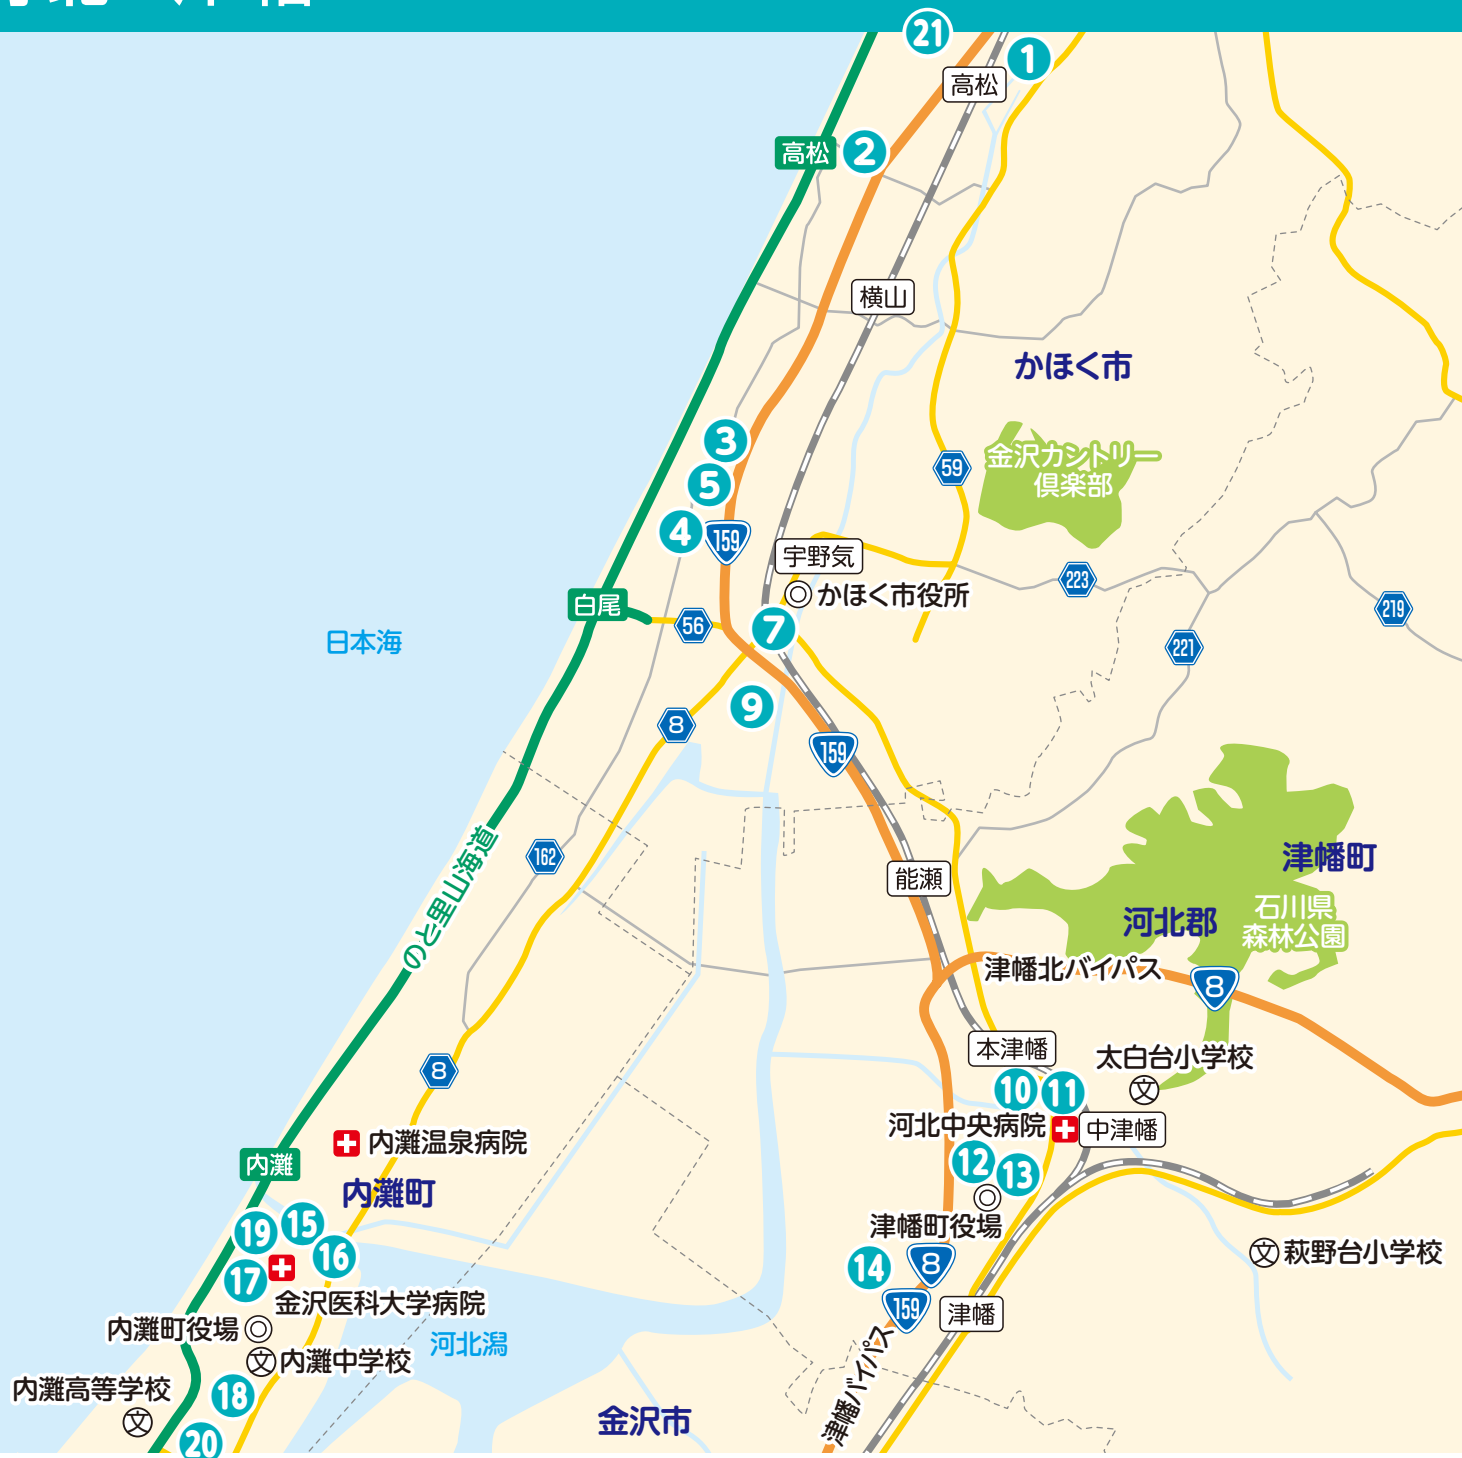 21
1
高松
高松
2
横山
かほく市
3
金沢カントリー
倶楽部
59
5
4
159
宇野気
かほく市役所
223
白尾
56
7
219
日本海
221
9
8
159
162
のと里山海道
能瀬
津幡町
河北郡
石川県
森林公園
津幡北バイパス
8
本津幡
太白台小学校
文
8
10
11
河北中央病院
中津幡
内灘温泉病院
内灘
12
13
内灘町
津幡町役場
19
15
16
17
14
8
文
萩野台小学校
金沢医科大学病院
159
津幡
内灘町役場
河北潟
文
内灘中学校
津幡バイパス
内灘高等学校
文
18
金沢市
20